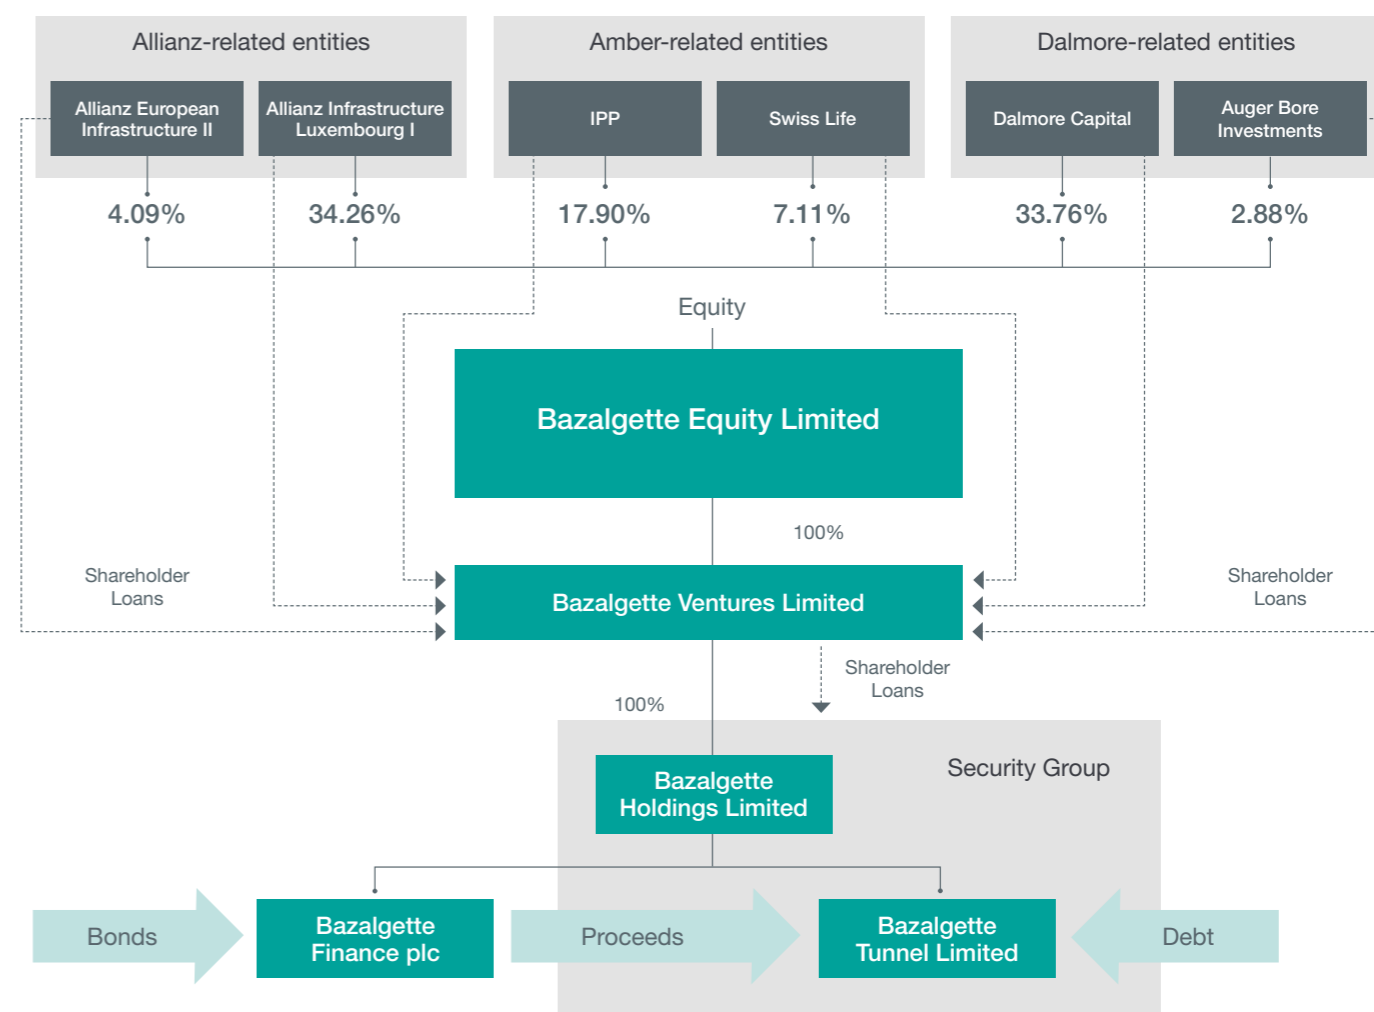 Allianz-related entities
Amber-related entities
Dalmore-related entities
Allianz European
Infrastructure II
Allianz Infrastructure
Luxembourg I
IPP
Swiss Life
Dalmore Capital
Auger Bore
Investments
4.09%
34.26%
17.90%
7.11%
33.76%
2.88%
Equity
Bazalgette Equity Limited
100%
Shareholder
Loans
Bazalgette Ventures Limited
Shareholder
Loans
Shareholder
Loans
100%
Security Group
Bazalgette
Holdings Limited
Bonds
Bazalgette
Finance plc
Proceeds
Bazalgette
Tunnel Limited
Debt